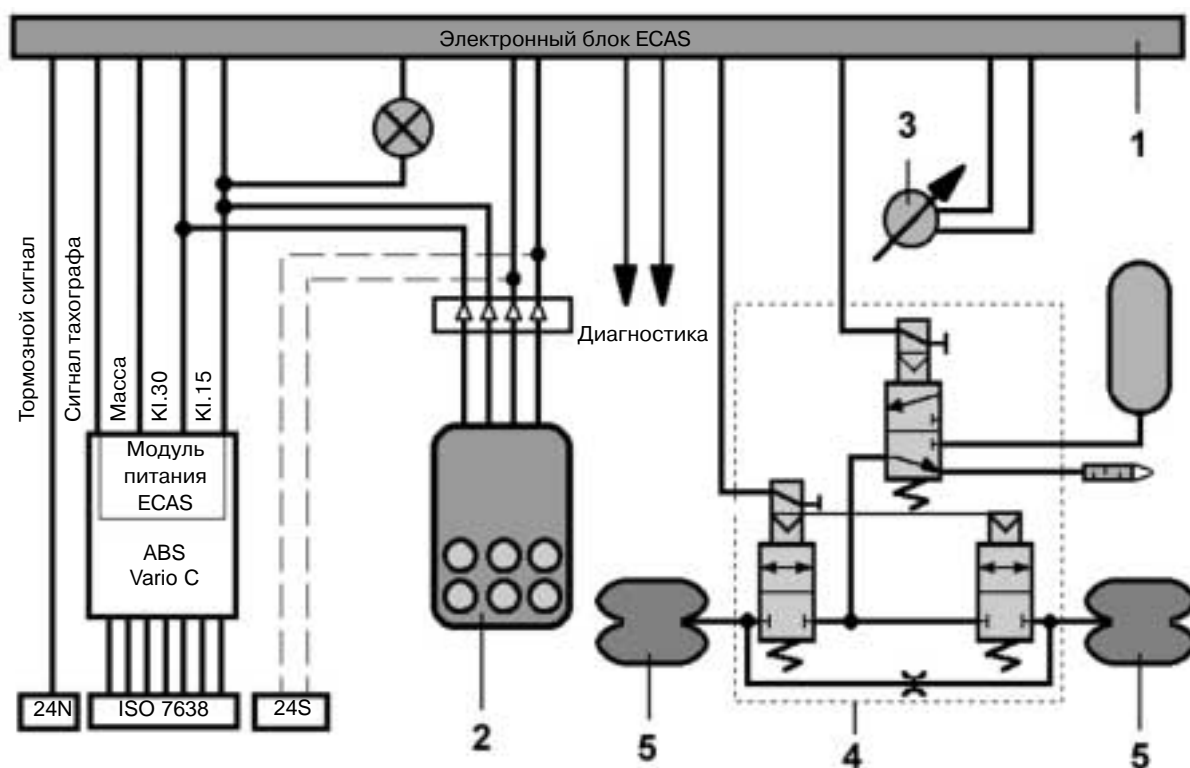 Электронный блок ECAS
1
3
Тормозной сигнал
Сигнал тахографа
Масса
Kl.30
Kl.15
Диагностика
Модуль
питания
ECAS
ABS
Vario C
24N
ISO 7638
24S
2
5
4
5